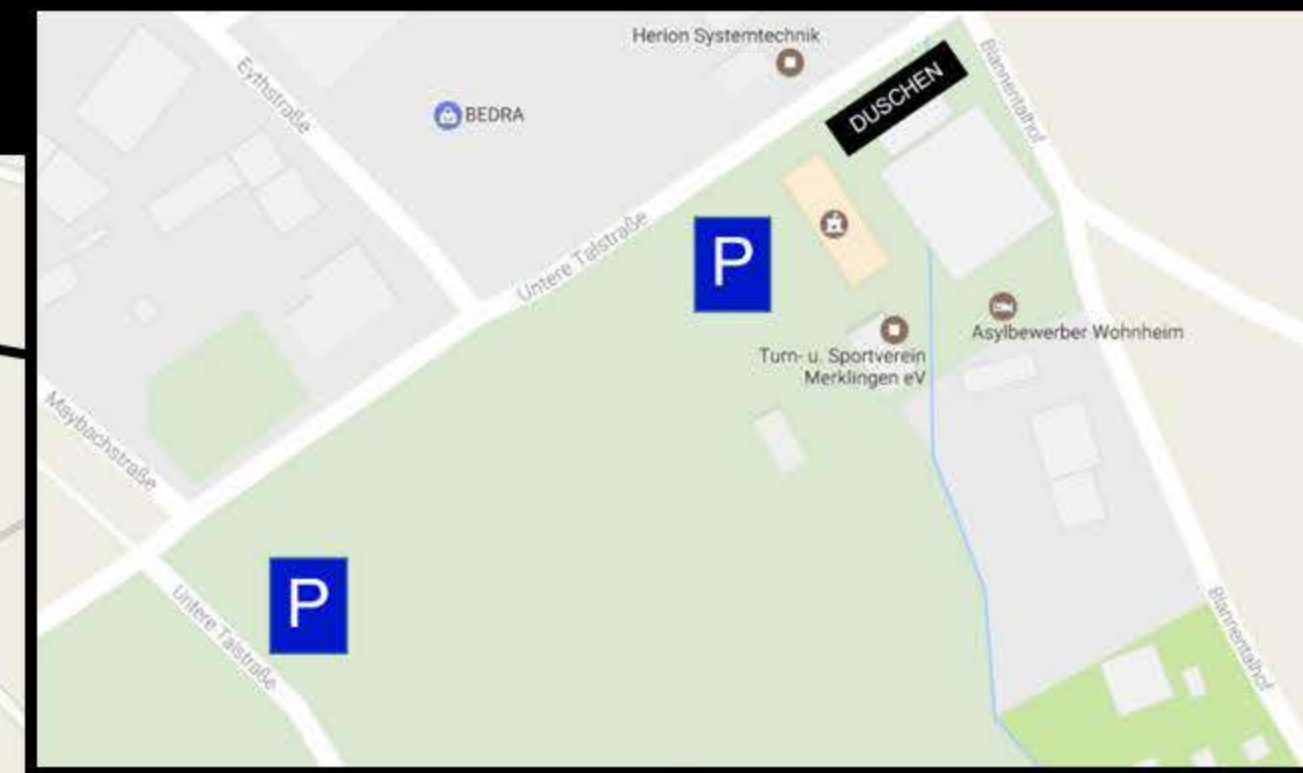 Herion Systemtechnik
Eythstraße
BEDRA
DUSCHEN
Blannentalhof
Untere Talstraße
P
Turn- u. Sportverein
Merklingen eV
Asylbewerber Wohnheim
Maybachstraße
P
Untere Talstraße
Blannentalhof